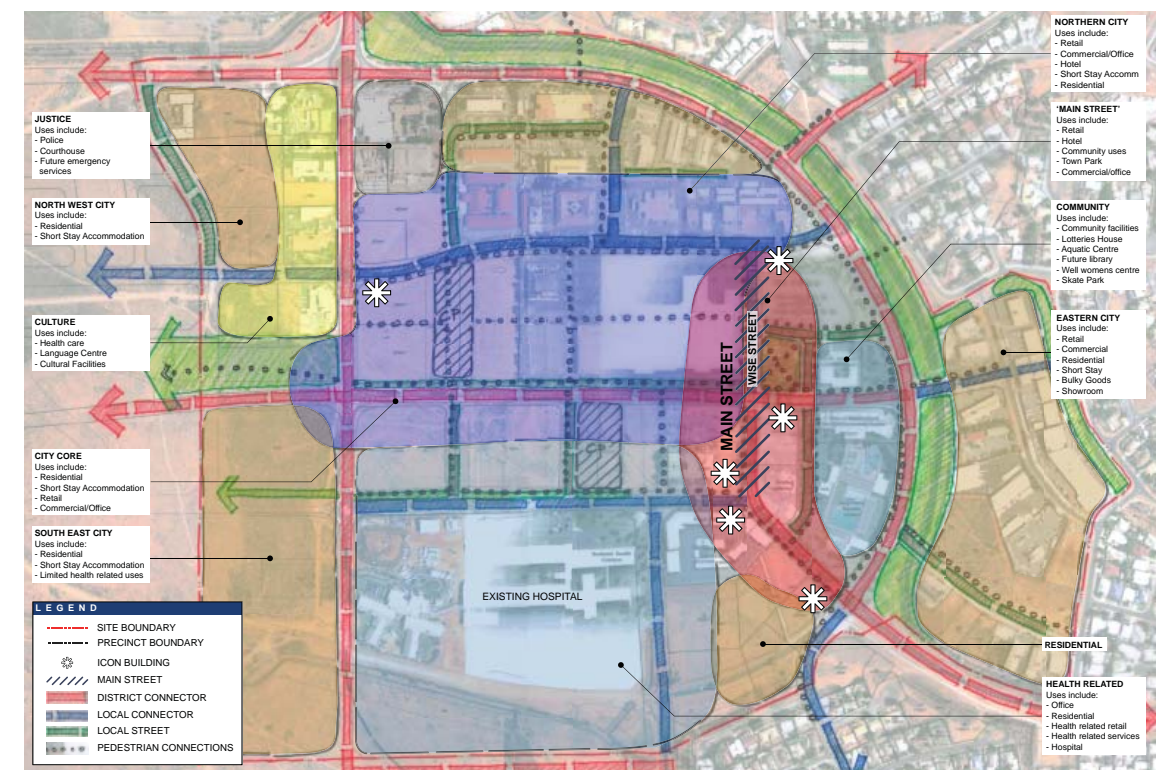 NORTHERN CITY
Uses include:
- Retail
- Commercial/Office
- Hotel
- Short Stay Accomm
- Residential
'MAIN STREET'
Uses include:
- Retail
- Hotel
- Community uses
- Town Park
- Commercial/office
COMMUNITY
Uses include:
- Community facilities
- Lotteries House
- Aquatic Centre
- Future library
- Well womens centre
- Skate Park
EASTERN CITY
Uses include:
- Retail
- Commercial
- Residential
- Short Stay
- Bulky Goods
- Showroom
JUSTICE
Uses include:
- Police
- Courthouse
- Future emergency
services
NORTH WEST CITY
Uses include:
- Residential
- Short Stay Accommodation
CULTURE
Uses include:
- Health care
- Language Centre
- Cultural Facilities
CITY CORE
Uses include:
- Residential
- Short Stay Accommodation
- Retail
- Commercial/Office
SOUTH EAST CITY
Uses include:
- Residential
- Short Stay Accommodation
- Limited health related uses
MAIN STREET
WISE STREET
EXISTING HOSPITAL
LEGEND
SITE BOUNDARY
PRECINCT BOUNDARY
ICON BUILDING
MAIN STREET
DISTRICT CONNECTOR
LOCAL CONNECTOR
LOCAL STREET
PEDESTRIAN CONNECTIONS
RESIDENTIAL
HEALTH RELATED
Uses include:
- Office
- Residential
- Health related retail
- Health related services
- Hospital